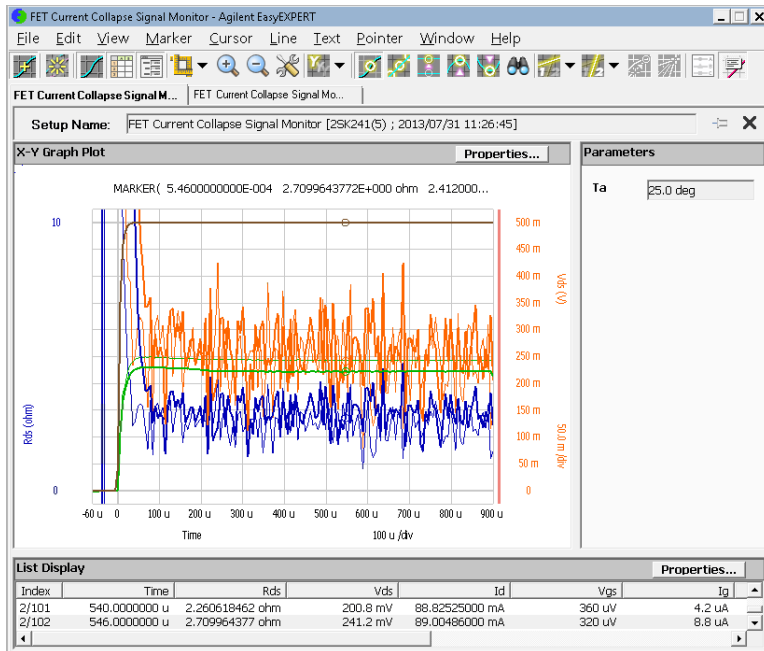 FET Current Collapse Signal Monitor - Agilent EasyEXPERT
File Edit View Marker Cursor Line Text Pointer Window Help
FET Current Collapse Signal M... FET Current Collapse Signal Mo...
Setup Name: FET Current Collapse Signal Monitor [2SK241(5) ; 2013/07/31 11:26:45]
X-Y Graph Plot Properties... Parameters
MARKER( 5.4600000000E-004 2.7099643772E+000 ohm 2.412000...
Ta 25.0 deg
10
0
Rds (ohm)
500 m
450 m
400 m
350 m
300 m
250 m
200 m
150 m
100 m
50 m
0
Vds (V)
50.0 m /div
-60 u 0 100 u 200 u 300 u 400 u 500 u 600 u 700 u 800 u 900 u
Time 100 u /div
List Display Properties...
Index Time Rds Vds Id Vgs Ig
2/101 540.0000000 u 2.260618462 ohm 200.8 mV 88.82525000 mA 360 uV 4.2 uA
2/102 546.0000000 u 2.709964377 ohm 241.2 mV 89.00486000 mA 320 uV 8.8 uA